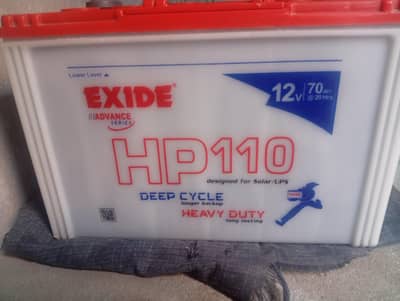 Lower Level ▲
EXIDE
ADVANCE
SERIES
12V 70Ah
@ 20 Hrs
HP110
designed for Solar/UPS
DEEP CYCLE
longer backup
HEAVY DUTY
long lasting